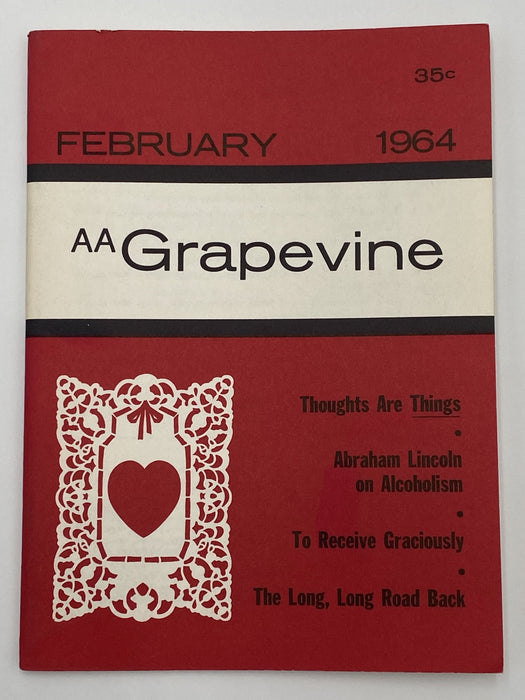 35c
FEBRUARY 1964
AA Grapevine
Thoughts Are Things
•
Abraham Lincoln
on Alcoholism
•
To Receive Graciously
•
The Long, Long Road Back